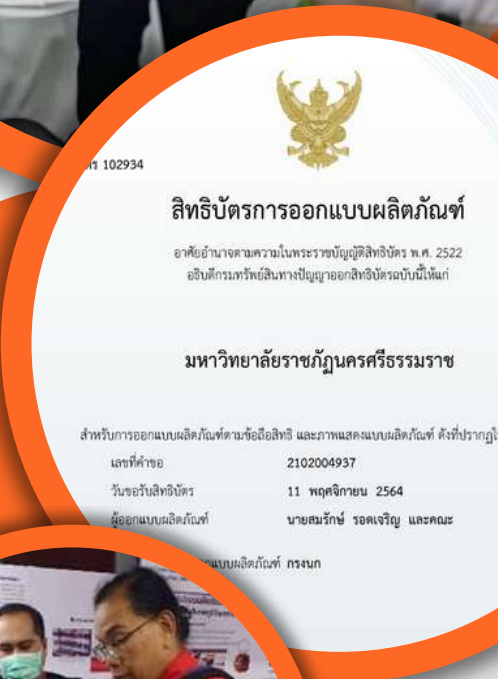 102934
สิทธิบัตรการออกแบบผลิตภัณฑ์
อาศัยอำนาจตามความในพระราชบัญญัติสิทธิบัตร พ.ศ. 2522
อธิบดีกรมทรัพย์สินทางปัญญาออกสิทธิบัตรฉบับนี้ให้แก่
มหาวิทยาลัยราชภัฏนครศรีธรรมราช
สำหรับการออกแบบผลิตภัณฑ์ตามข้อถือสิทธิ และภาพแสดงแบบผลิตภัณฑ์ ดังที่ปรากฏ
เลขที่คำขอ 2102004937
วันขอรับสิทธิบัตร 11 พฤศจิกายน 2564
ผู้ออกแบบผลิตภัณฑ์ นายสมรักษ์ รอดเจริญ และคณะ
แบบผลิตภัณฑ์ กรงนก